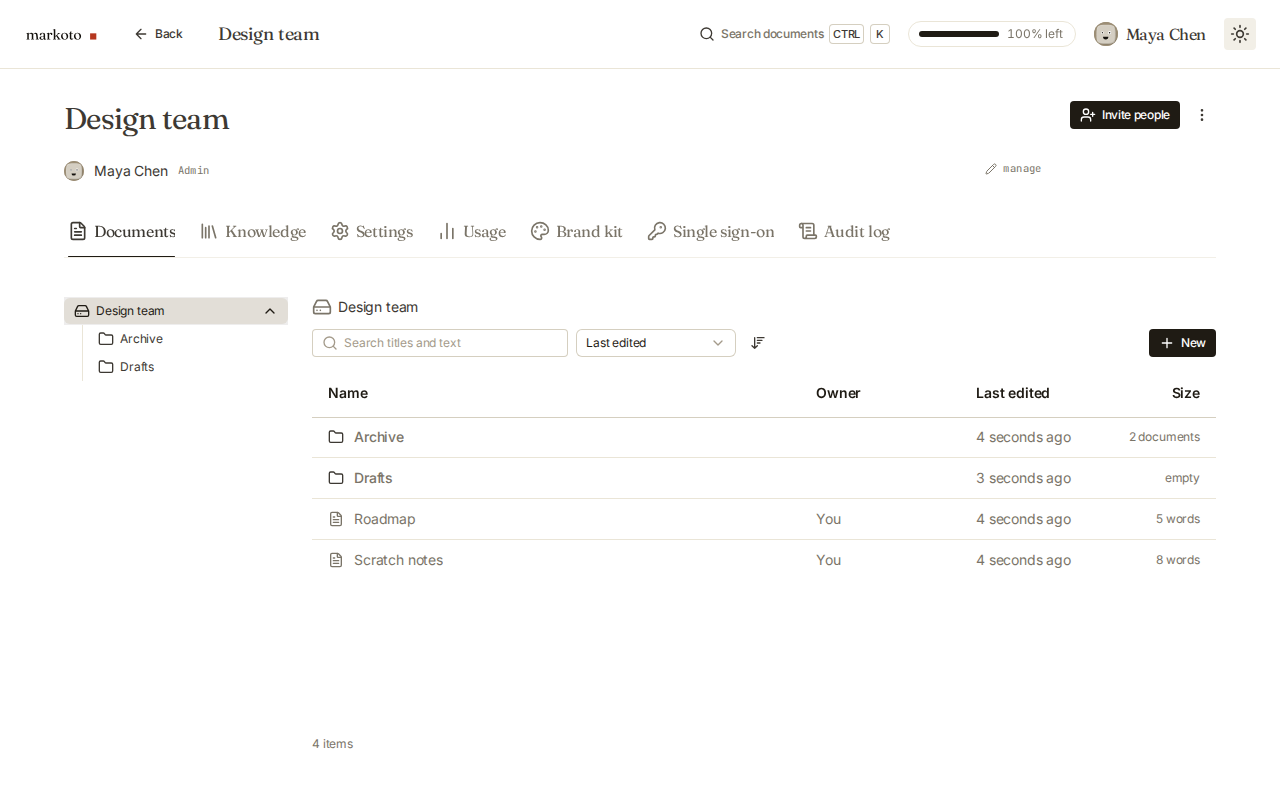 markoto
Back
Design team
Search documents CTRL K
100% left
Maya Chen
Design team
Invite people
Maya Chen Admin
manage
Documents
Knowledge
Settings
Usage
Brand kit
Single sign-on
Audit log
Design team
Archive
Drafts
Design team
Search titles and text
Last edited
New
Name Owner Last edited Size
Archive 4 seconds ago 2 documents
Drafts 3 seconds ago empty
Roadmap You 4 seconds ago 5 words
Scratch notes You 4 seconds ago 8 words
4 items